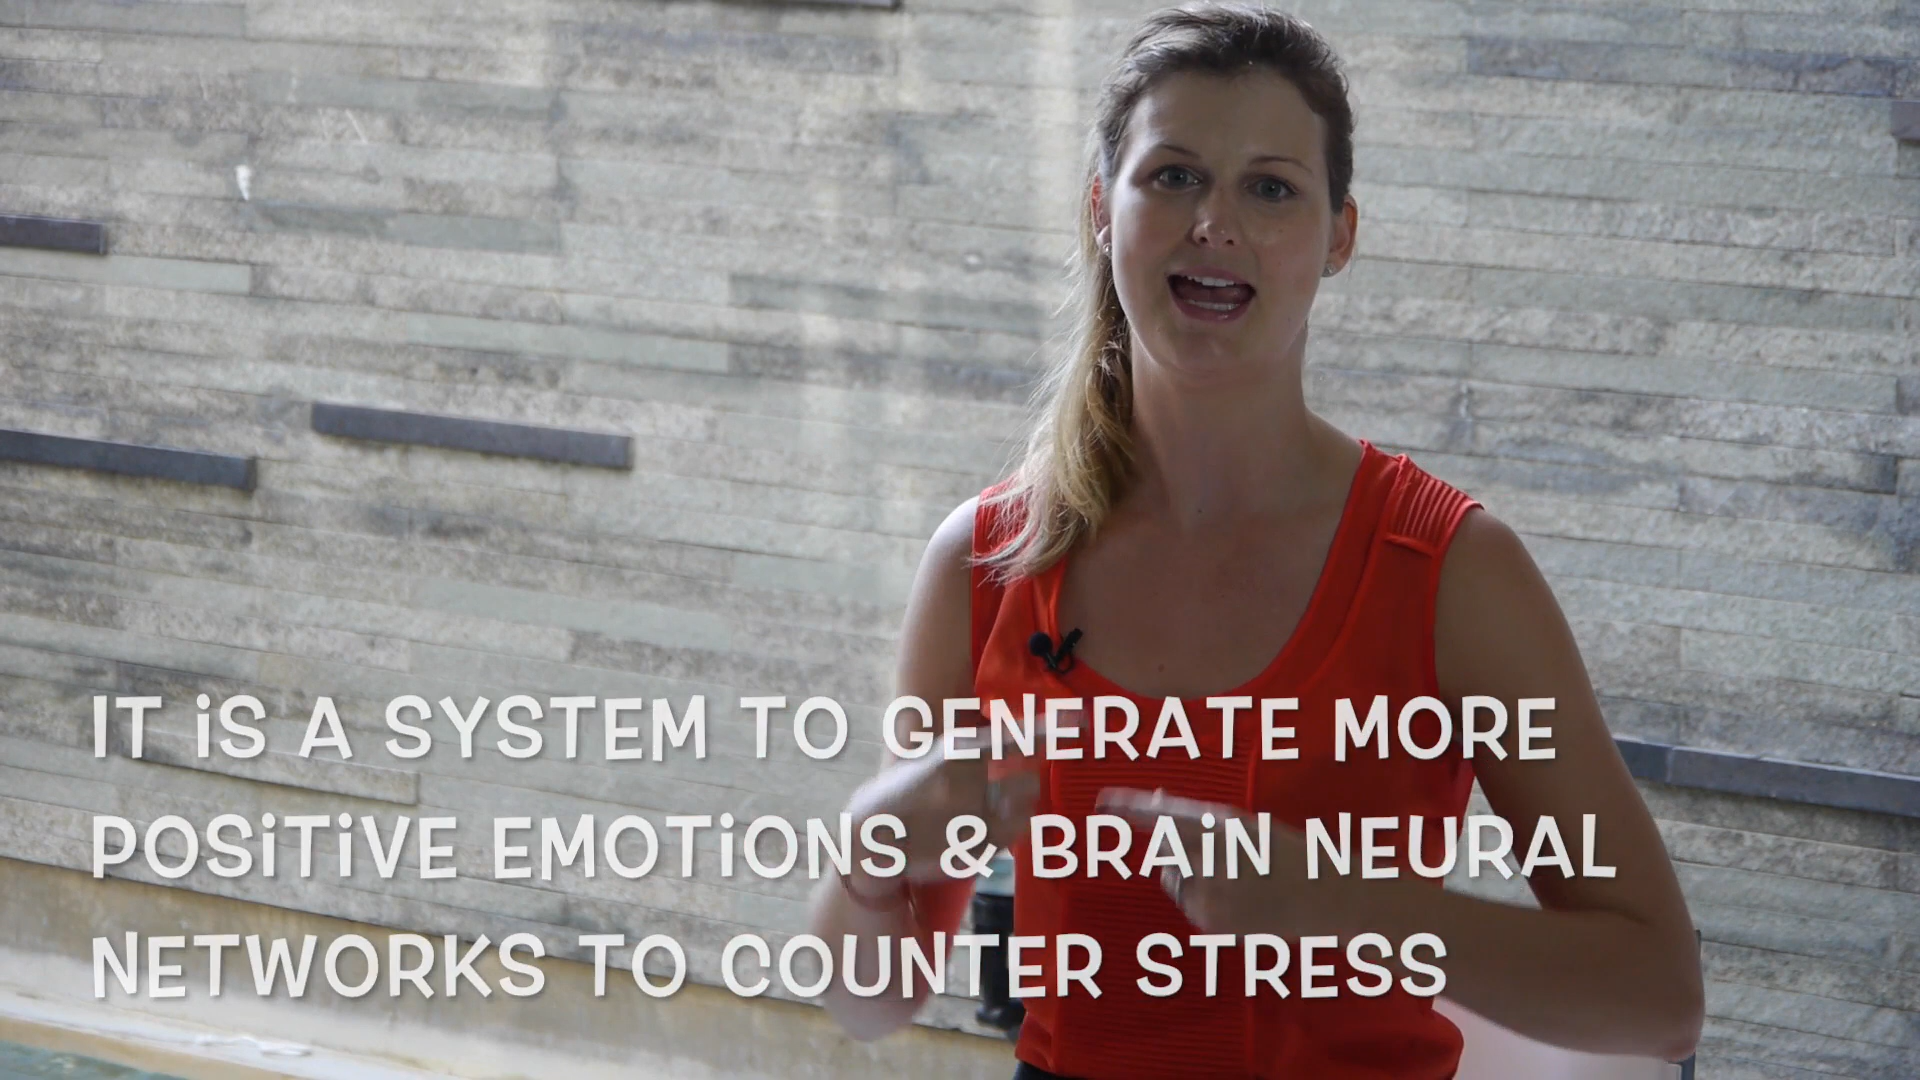 IT iS A SYSTEM TO GENERATE MORE
POSiTiVE EMOTiONS & BRAiN NEURAL
NETWORKS TO COUNTER STRESS